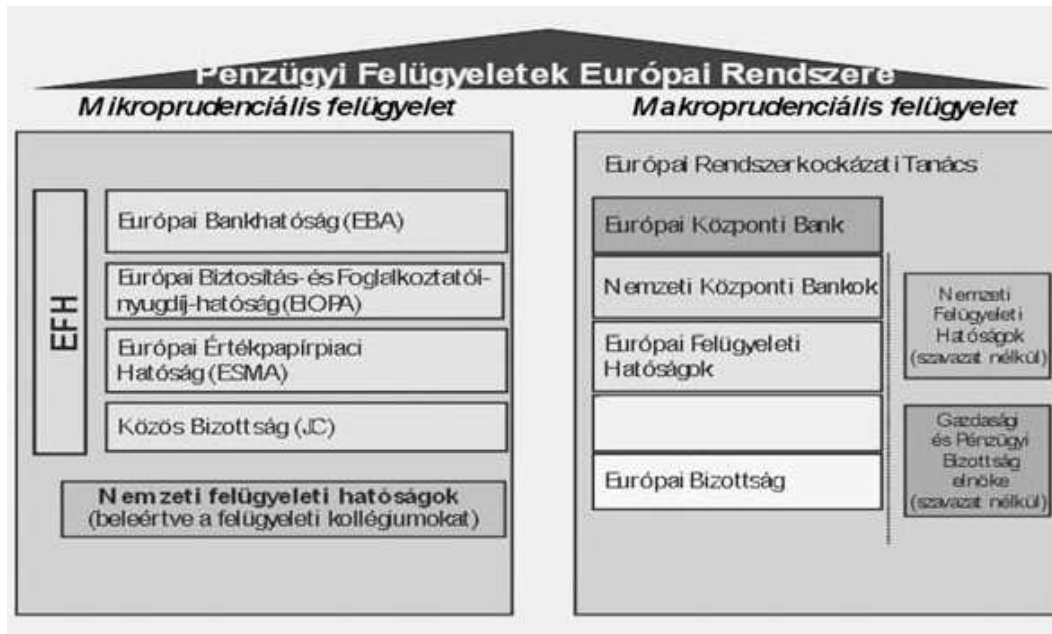 Pénzügyi Felügyeletek Európai Rendszere
Mikroprudenciális felügyelet
EFH
Európai Bankhatóság (EBA)
Európai Biztosítás- és Foglalkoztatói-
nyugdíj-hatóság (EIOPA)
Európai Értékpapírpiaci
Hatóság (ESMA)
Közös Bizottság (JC)
Nemzeti felügyeleti hatóságok
(beleértve a felügyeleti kollégiumokat)
Makroprudenciális felügyelet
Európai Rendszerkockázati Tanács
Európai Központi Bank
Nemzeti Központi Bankok
Európai Felügyeleti
Hatóságok
Európai Bizottság
Nemzeti
Felügyeleti
Hatóságok
(szavazat nélkül)
Gazdasági
és Pénzügyi
Bizottság
elnöke
(szavazat nélkül)